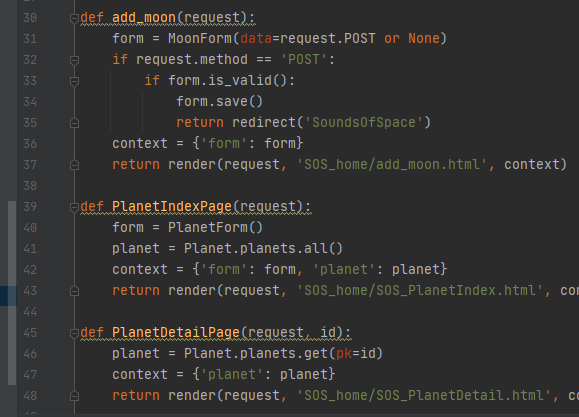 30 def add_moon(request):
31     form = MoonForm(data=request.POST or None)
32     if request.method == 'POST':
33         if form.is_valid():
34             form.save()
35             return redirect('SoundsOfSpace')
36     context = {'form': form}
37     return render(request, 'SOS_home/add_moon.html', context)
38
39 def PlanetIndexPage(request):
40     form = PlanetForm()
41     planet = Planet.planets.all()
42     context = {'form': form, 'planet': planet}
43     return render(request, 'SOS_home/SOS_PlanetIndex.html', con
44
45 def PlanetDetailPage(request, id):
46     planet = Planet.planets.get(pk=id)
47     context = {'planet': planet}
48     return render(request, 'SOS_home/SOS_PlanetDetail.html', c